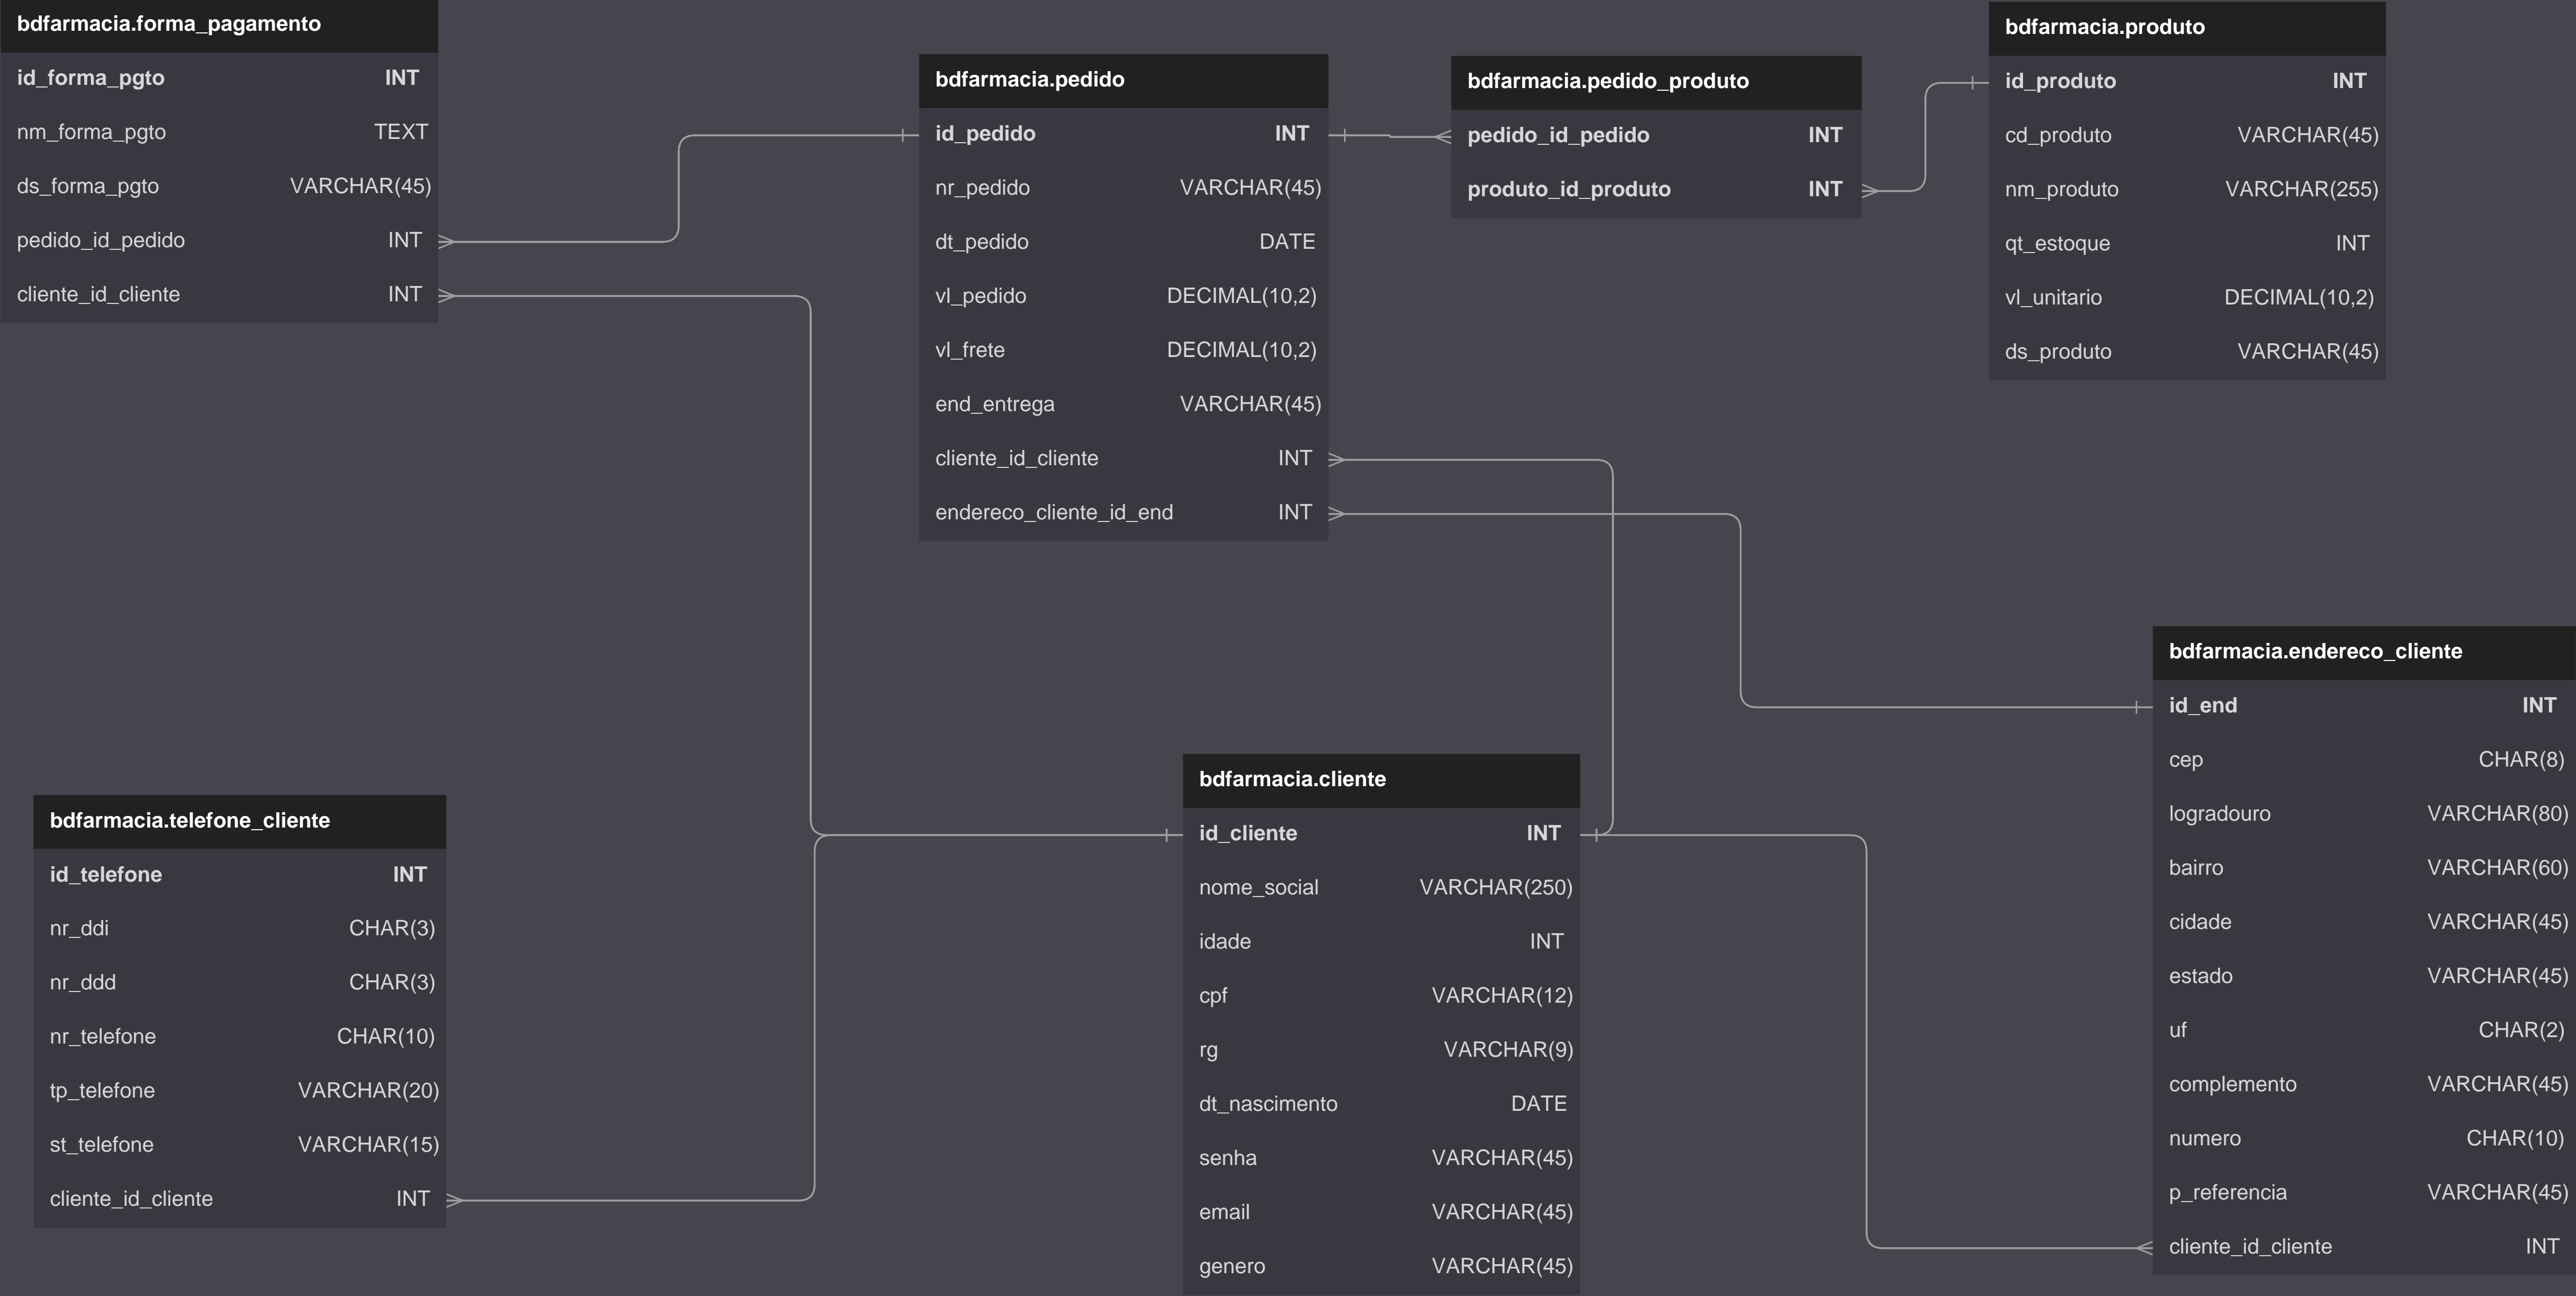 bdfarmacia.forma_pagamento
id_forma_pgto INT
nm_forma_pgto TEXT
ds_forma_pgto VARCHAR(45)
pedido_id_pedido INT
cliente_id_cliente INT
bdfarmacia.pedido
id_pedido INT
nr_pedido VARCHAR(45)
dt_pedido DATE
vl_pedido DECIMAL(10,2)
vl_frete DECIMAL(10,2)
end_entrega VARCHAR(45)
cliente_id_cliente INT
endereco_cliente_id_end INT
bdfarmacia.pedido_produto
pedido_id_pedido INT
produto_id_produto INT
bdfarmacia.produto
id_produto INT
cd_produto VARCHAR(45)
nm_produto VARCHAR(255)
qt_estoque INT
vl_unitario DECIMAL(10,2)
ds_produto VARCHAR(45)
bdfarmacia.telefone_cliente
id_telefone INT
nr_ddi CHAR(3)
nr_ddd CHAR(3)
nr_telefone CHAR(10)
tp_telefone VARCHAR(20)
st_telefone VARCHAR(15)
cliente_id_cliente INT
bdfarmacia.cliente
id_cliente INT
nome_social VARCHAR(250)
idade INT
cpf VARCHAR(12)
rg VARCHAR(9)
dt_nascimento DATE
senha VARCHAR(45)
email VARCHAR(45)
genero VARCHAR(45)
bdfarmacia.endereco_cliente
id_end INT
cep CHAR(8)
logradouro VARCHAR(80)
bairro VARCHAR(60)
cidade VARCHAR(45)
estado VARCHAR(45)
uf CHAR(2)
complemento VARCHAR(45)
numero CHAR(10)
p_referencia VARCHAR(45)
cliente_id_cliente INT